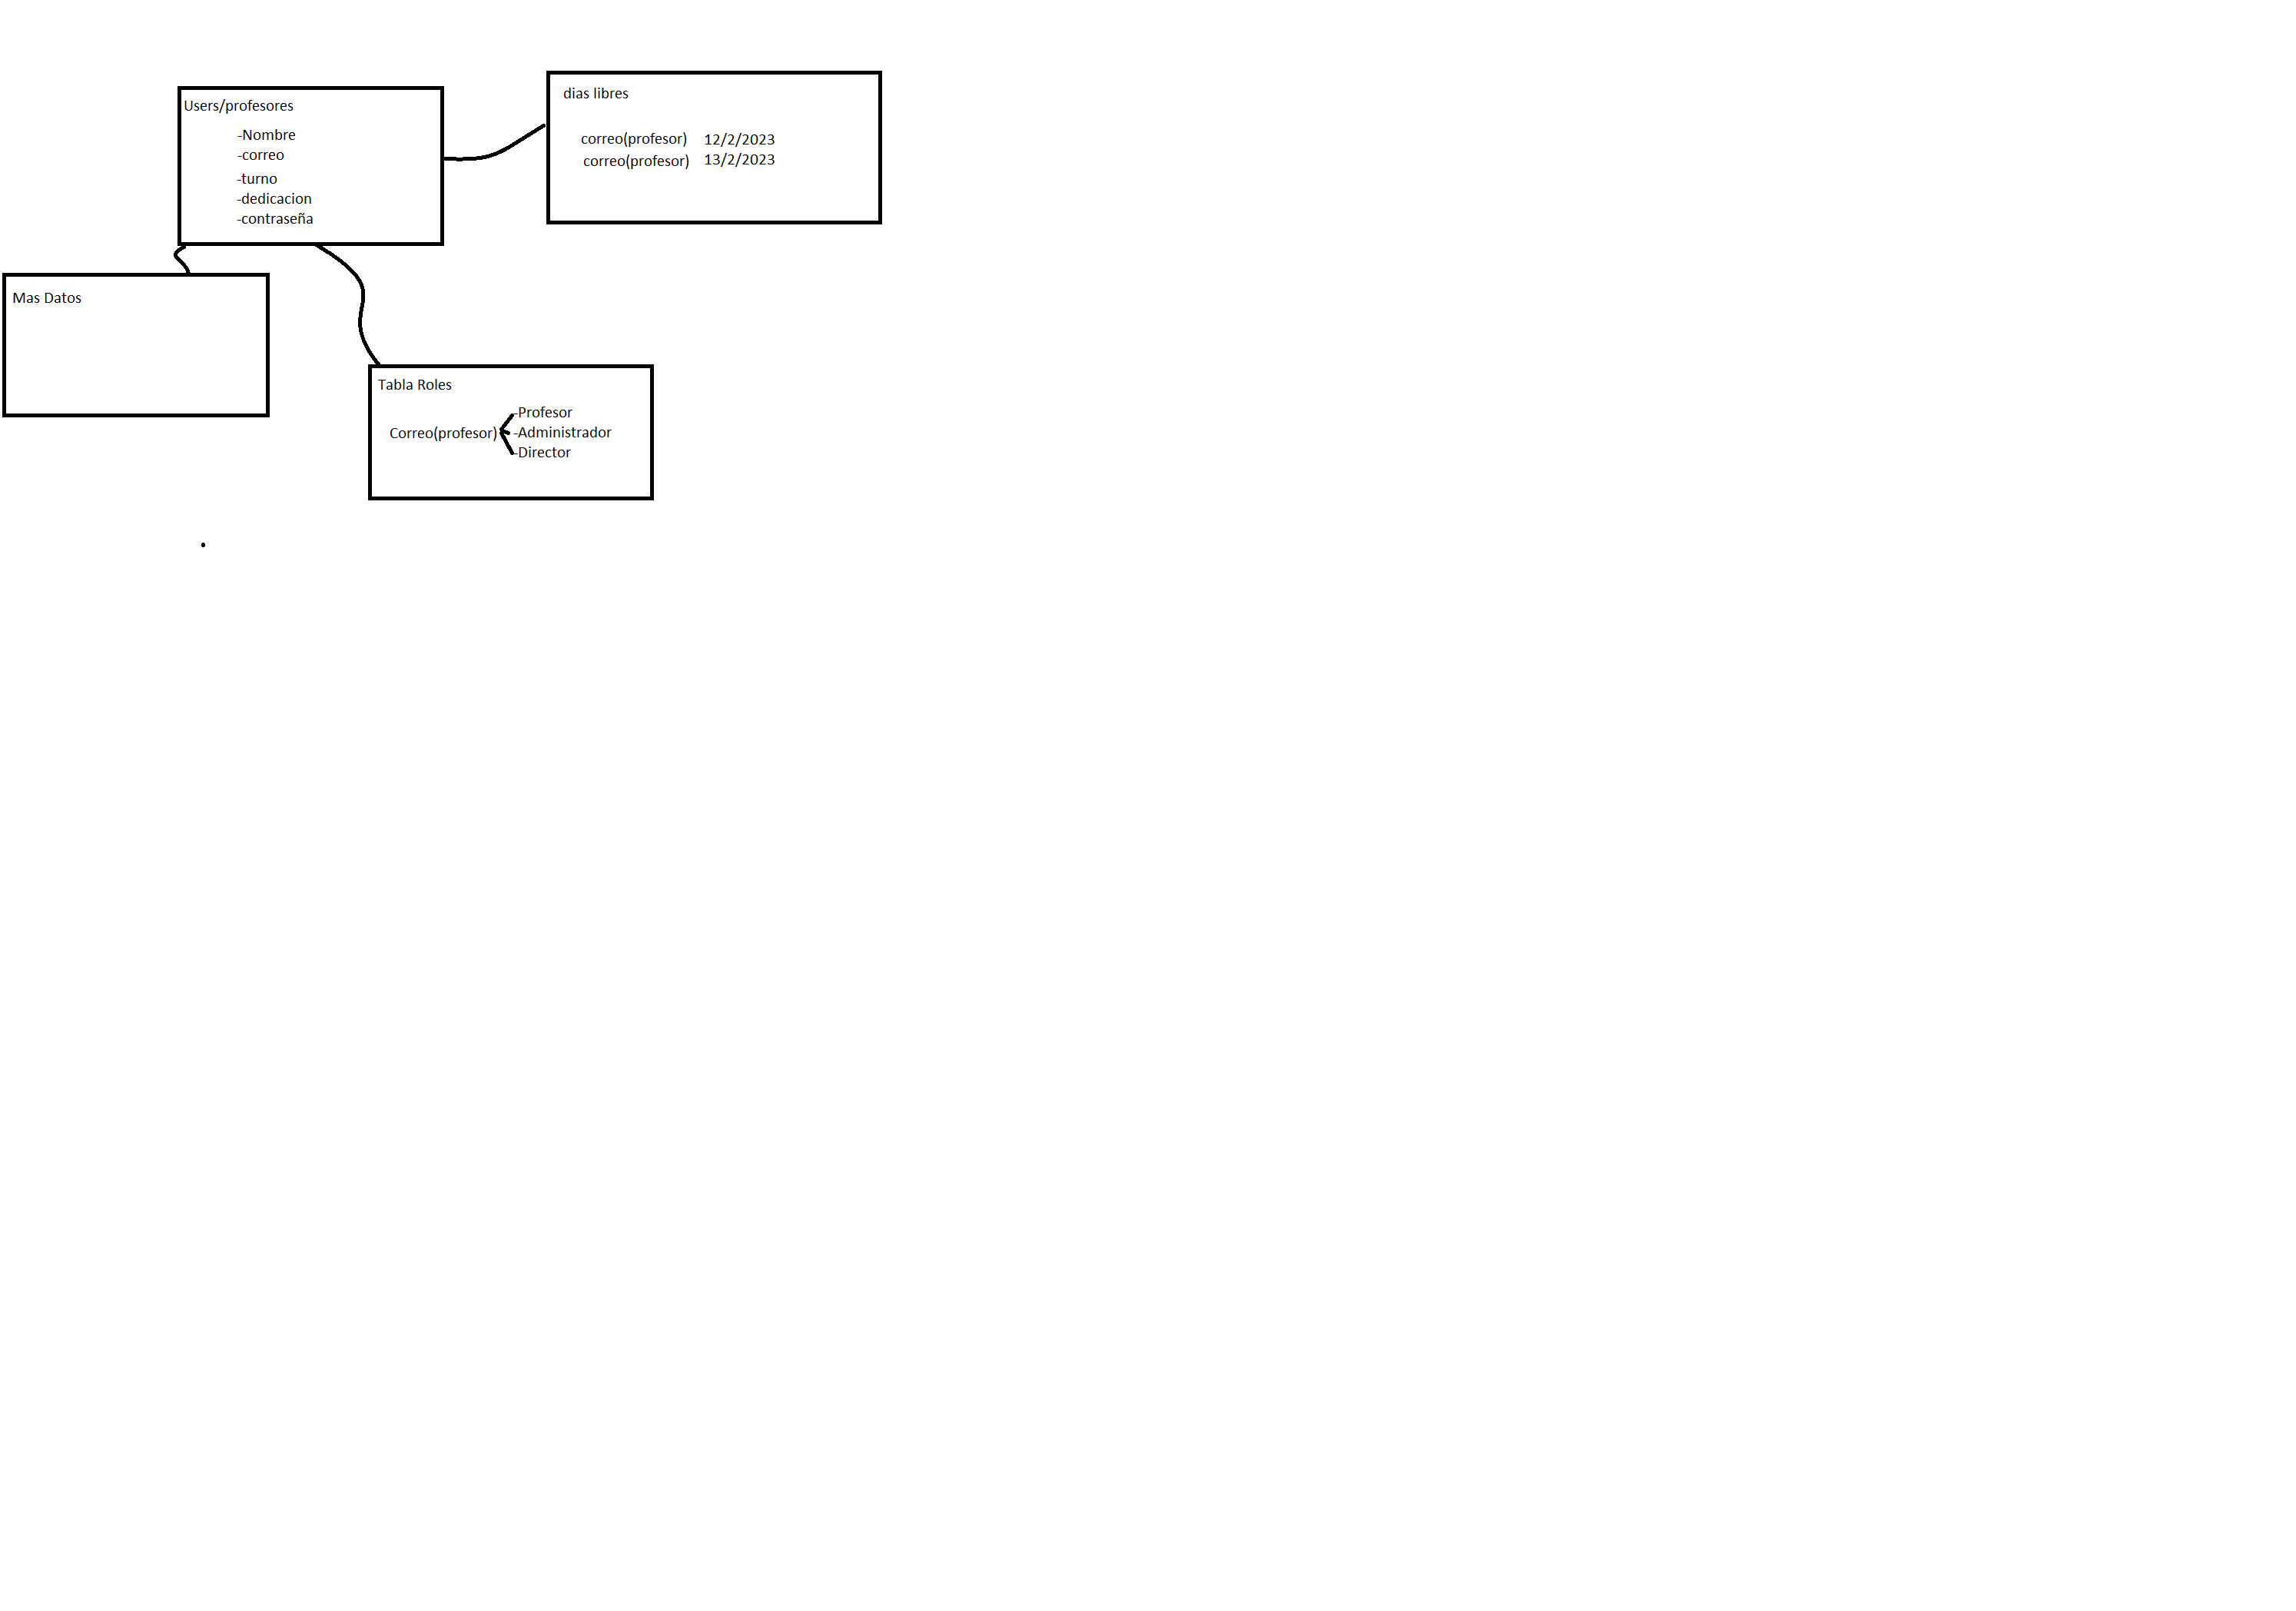 Users/profesores
-Nombre
-correo
-turno
-dedicacion
-contraseña
dias libres
correo(profesor) 12/2/2023
correo(profesor) 13/2/2023
Mas Datos
Tabla Roles
Correo(profesor)
-Profesor
-Administrador
-Director